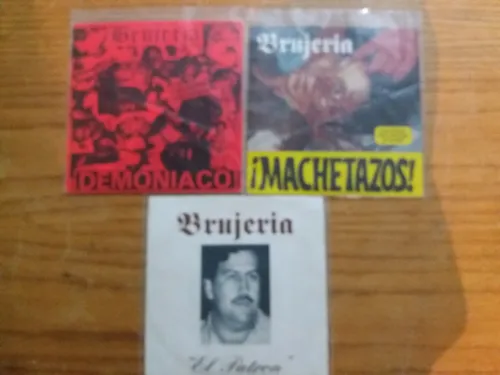 Brujeria
¡DEMONIACO!
Brujeria
¡MACHETAZOS!
Brujeria
"El Patron"